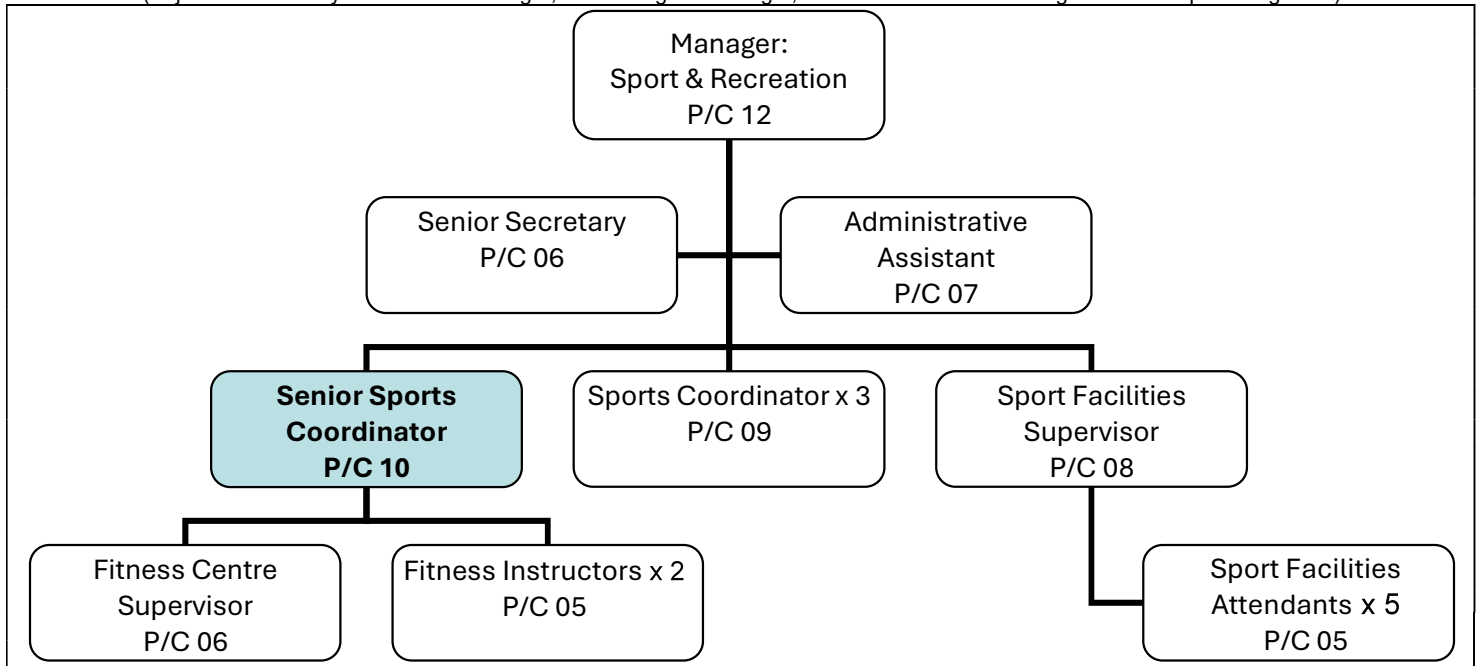 Manager:
Sport & Recreation
P/C 12
Senior Secretary
P/C 06
Administrative
Assistant
P/C 07
Senior Sports
Coordinator
P/C 10
Sports Coordinator x 3
P/C 09
Sport Facilities
Supervisor
P/C 08
Fitness Centre
Supervisor
P/C 06
Fitness Instructors x 2
P/C 05
Sport Facilities
Attendants x 5
P/C 05